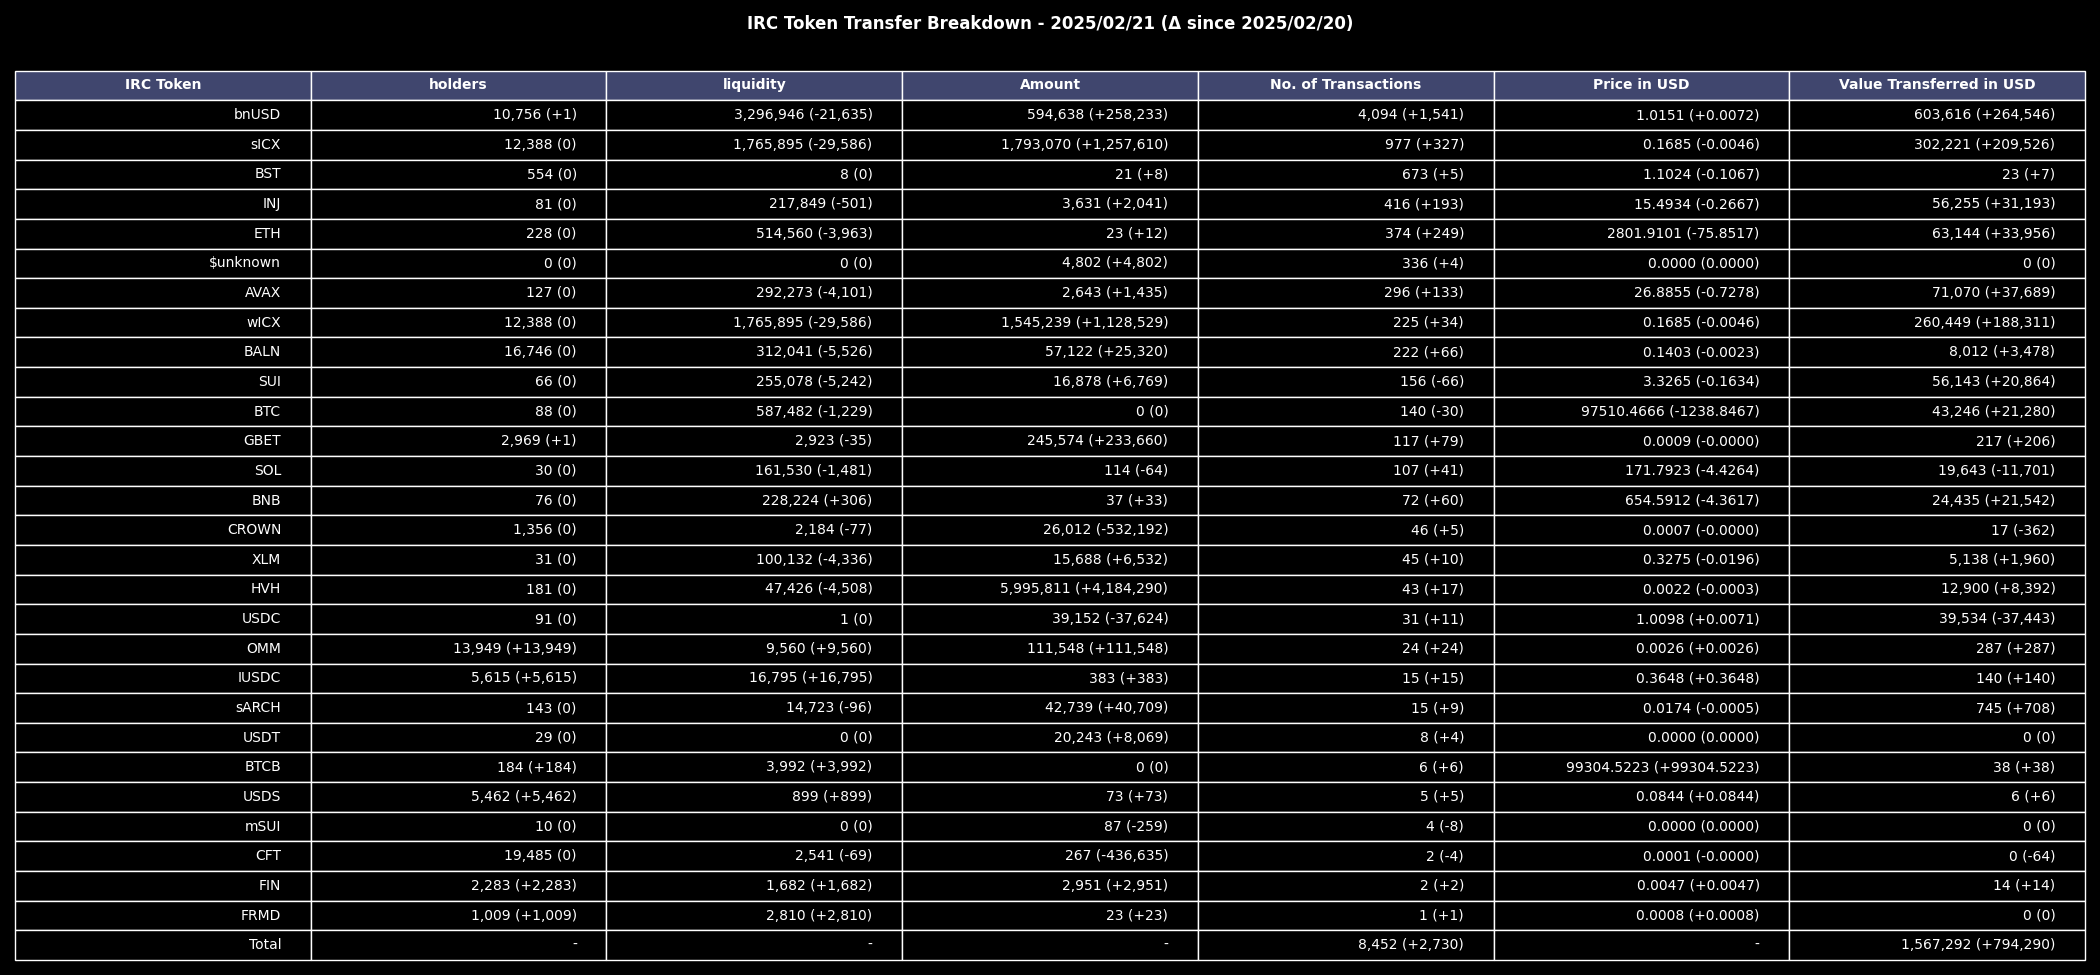 IRC Token Transfer Breakdown - 2025/02/21 (Δ since 2025/02/20)
IRC Token holders liquidity Amount No. of Transactions Price in USD Value Transferred in USD
bnUSD 10,756 (+1) 3,296,946 (-21,635) 594,638 (+258,233) 4,094 (+1,541) 1.0151 (+0.0072) 603,616 (+264,546)
sICX 12,388 (0) 1,765,895 (-29,586) 1,793,070 (+1,257,610) 977 (+327) 0.1685 (-0.0046) 302,221 (+209,526)
BST 554 (0) 8 (0) 21 (+8) 673 (+5) 1.1024 (-0.1067) 23 (+7)
INJ 81 (0) 217,849 (-501) 3,631 (+2,041) 416 (+193) 15.4934 (-0.2667) 56,255 (+31,193)
ETH 228 (0) 514,560 (-3,963) 23 (+12) 374 (+249) 2801.9101 (-75.8517) 63,144 (+33,956)
$unknown 0 (0) 0 (0) 4,802 (+4,802) 336 (+4) 0.0000 (0.0000) 0 (0)
AVAX 127 (0) 292,273 (-4,101) 2,643 (+1,435) 296 (+133) 26.8855 (-0.7278) 71,070 (+37,689)
wICX 12,388 (0) 1,765,895 (-29,586) 1,545,239 (+1,128,529) 225 (+34) 0.1685 (-0.0046) 260,449 (+188,311)
BALN 16,746 (0) 312,041 (-5,526) 57,122 (+25,320) 222 (+66) 0.1403 (-0.0023) 8,012 (+3,478)
SUI 66 (0) 255,078 (-5,242) 16,878 (+6,769) 156 (-66) 3.3265 (-0.1634) 56,143 (+20,864)
BTC 88 (0) 587,482 (-1,229) 0 (0) 140 (-30) 97510.4666 (-1238.8467) 43,246 (+21,280)
GBET 2,969 (+1) 2,923 (-35) 245,574 (+233,660) 117 (+79) 0.0009 (-0.0000) 217 (+206)
SOL 30 (0) 161,530 (-1,481) 114 (-64) 107 (+41) 171.7923 (-4.4264) 19,643 (-11,701)
BNB 76 (0) 228,224 (+306) 37 (+33) 72 (+60) 654.5912 (-4.3617) 24,435 (+21,542)
CROWN 1,356 (0) 2,184 (-77) 26,012 (-532,192) 46 (+5) 0.0007 (-0.0000) 17 (-362)
XLM 31 (0) 100,132 (-4,336) 15,688 (+6,532) 45 (+10) 0.3275 (-0.0196) 5,138 (+1,960)
HVH 181 (0) 47,426 (-4,508) 5,995,811 (+4,184,290) 43 (+17) 0.0022 (-0.0003) 12,900 (+8,392)
USDC 91 (0) 1 (0) 39,152 (-37,624) 31 (+11) 1.0098 (+0.0071) 39,534 (-37,443)
OMM 13,949 (+13,949) 9,560 (+9,560) 111,548 (+111,548) 24 (+24) 0.0026 (+0.0026) 287 (+287)
IUSDC 5,615 (+5,615) 16,795 (+16,795) 383 (+383) 15 (+15) 0.3648 (+0.3648) 140 (+140)
sARCH 143 (0) 14,723 (-96) 42,739 (+40,709) 15 (+9) 0.0174 (-0.0005) 745 (+708)
USDT 29 (0) 0 (0) 20,243 (+8,069) 8 (+4) 0.0000 (0.0000) 0 (0)
BTCB 184 (+184) 3,992 (+3,992) 0 (0) 6 (+6) 99304.5223 (+99304.5223) 38 (+38)
USDS 5,462 (+5,462) 899 (+899) 73 (+73) 5 (+5) 0.0844 (+0.0844) 6 (+6)
mSUI 10 (0) 0 (0) 87 (-259) 4 (-8) 0.0000 (0.0000) 0 (0)
CFT 19,485 (0) 2,541 (-69) 267 (-436,635) 2 (-4) 0.0001 (-0.0000) 0 (-64)
FIN 2,283 (+2,283) 1,682 (+1,682) 2,951 (+2,951) 2 (+2) 0.0047 (+0.0047) 14 (+14)
FRMD 1,009 (+1,009) 2,810 (+2,810) 23 (+23) 1 (+1) 0.0008 (+0.0008) 0 (0)
Total - - - 8,452 (+2,730) - 1,567,292 (+794,290)